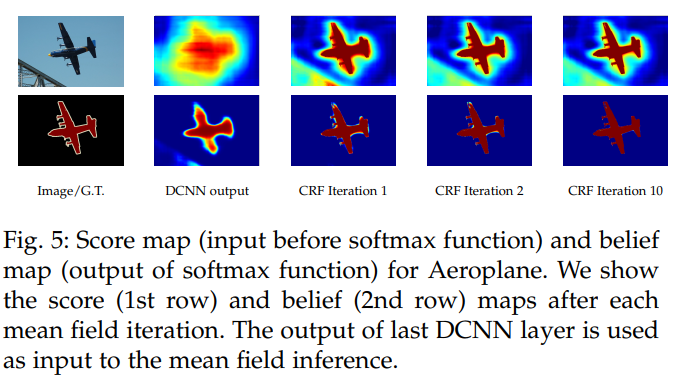 Image/G.T.
DCNN output
CRF Iteration 1
CRF Iteration 2
CRF Iteration 10
Fig. 5: Score map (input before softmax function) and belief
map (output of softmax function) for Aeroplane. We show
the score (1st row) and belief (2nd row) maps after each
mean field iteration. The output of last DCNN layer is used
as input to the mean field inference.